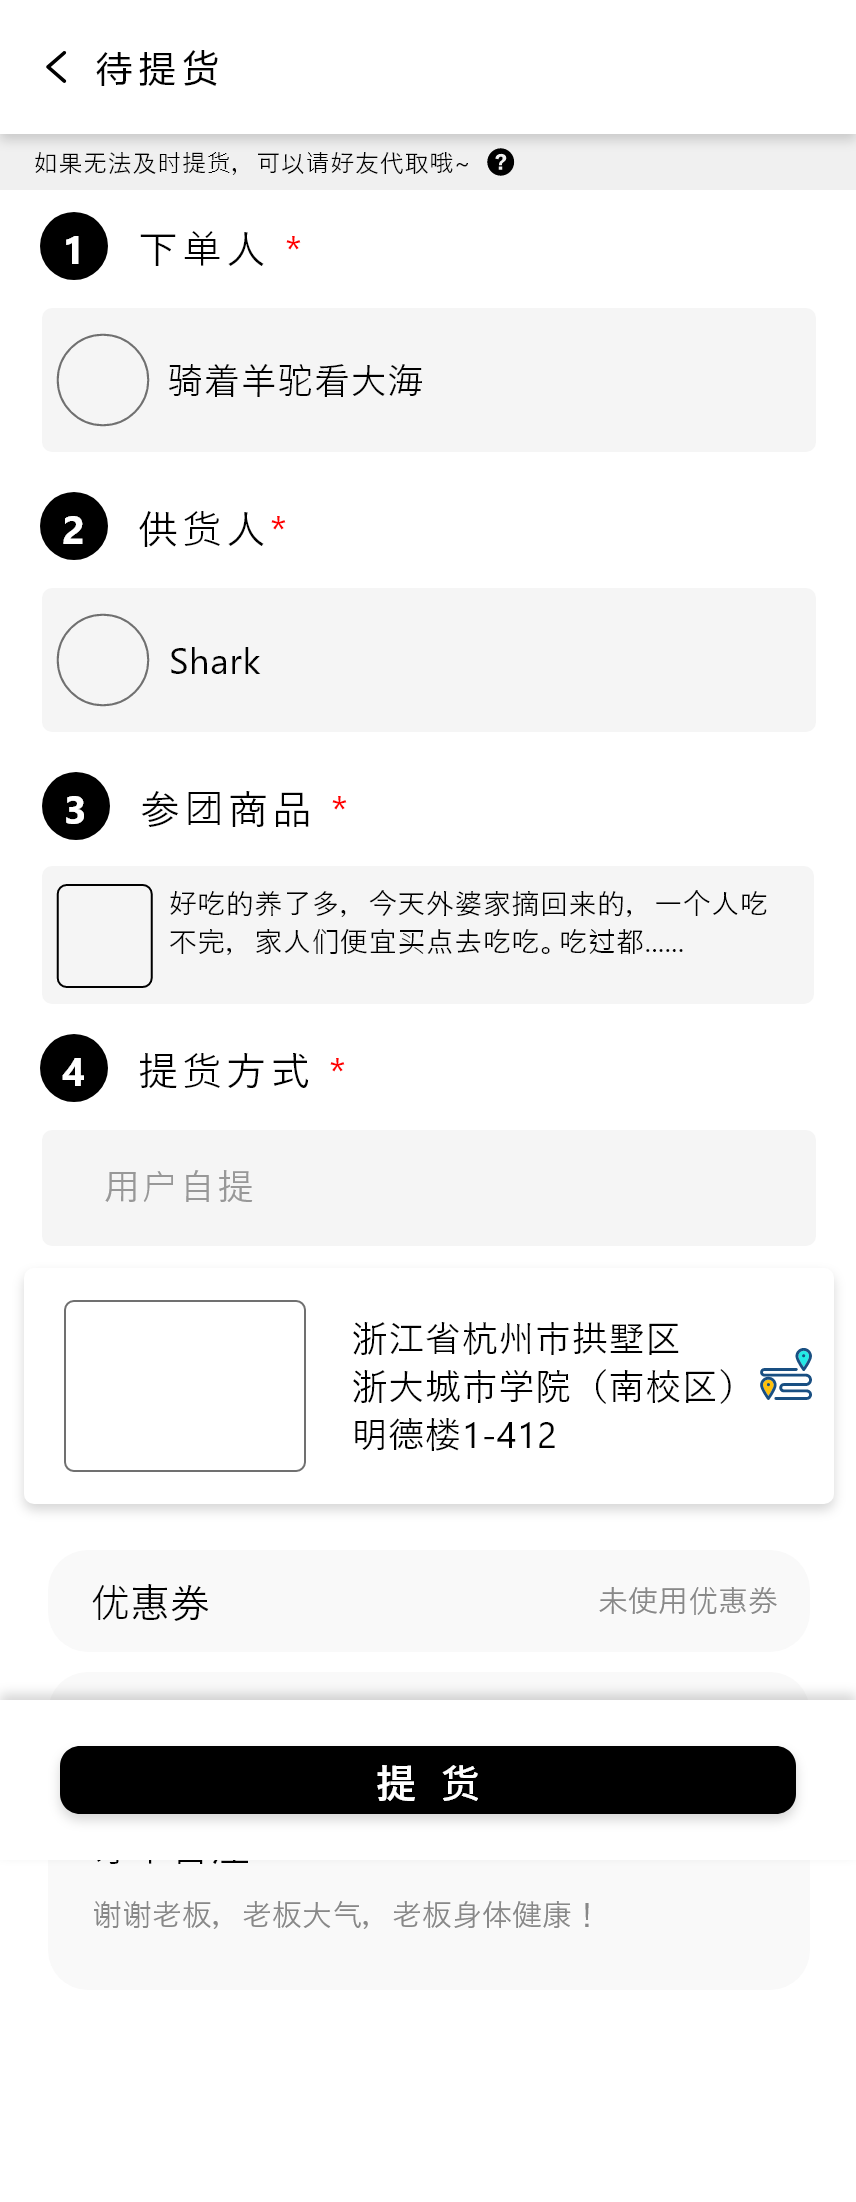 待提货
如果无法及时提货，可以请好友代取哦~ ?
1 下单人 *
骑着羊驼看大海
2 供货人*
Shark
3 参团商品 *
好吃的养了多，今天外婆家摘回来的，一个人吃
不完，家人们便宜买点去吃吃。吃过都......
4 提货方式 *
用户自提
浙江省杭州市拱墅区
浙大城市学院（南校区）
明德楼1-412
优惠券 未使用优惠券
提 货
谢谢老板，老板大气，老板身体健康！